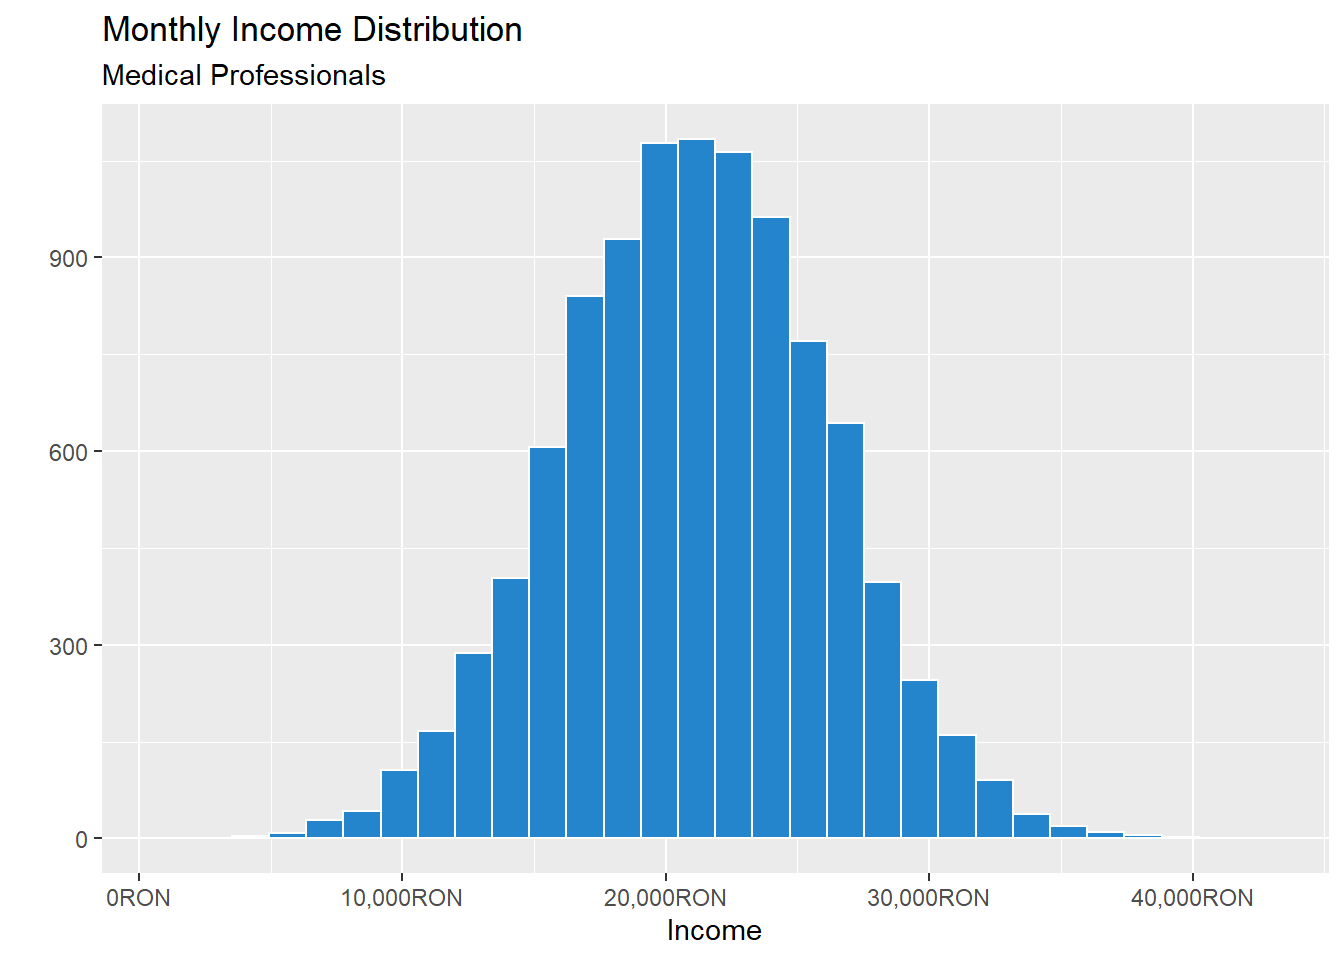 Monthly Income Distribution
Medical Professionals
900
600
300
0
0RON 10,000RON 20,000RON 30,000RON 40,000RON
Income